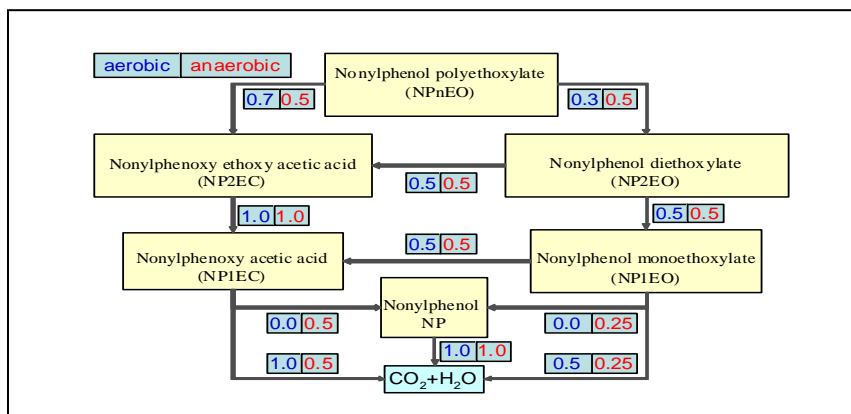 aerobic anaerobic
Nonylphenol polyethoxylate
(NPnEO)
0.7 0.5
0.3 0.5
Nonylphenoxy ethoxy acetic acid
(NP2EC)
Nonylphenol diethoxylate
(NP2EO)
0.5 0.5
1.0 1.0
0.5 0.5
Nonylphenoxy acetic acid
(NP1EC)
0.5 0.5
Nonylphenol monoethoxylate
(NP1EO)
Nonylphenol
NP
0.0 0.5
0.0 0.25
1.0 1.0
1.0 0.5
0.5 0.25
CO₂+H₂O